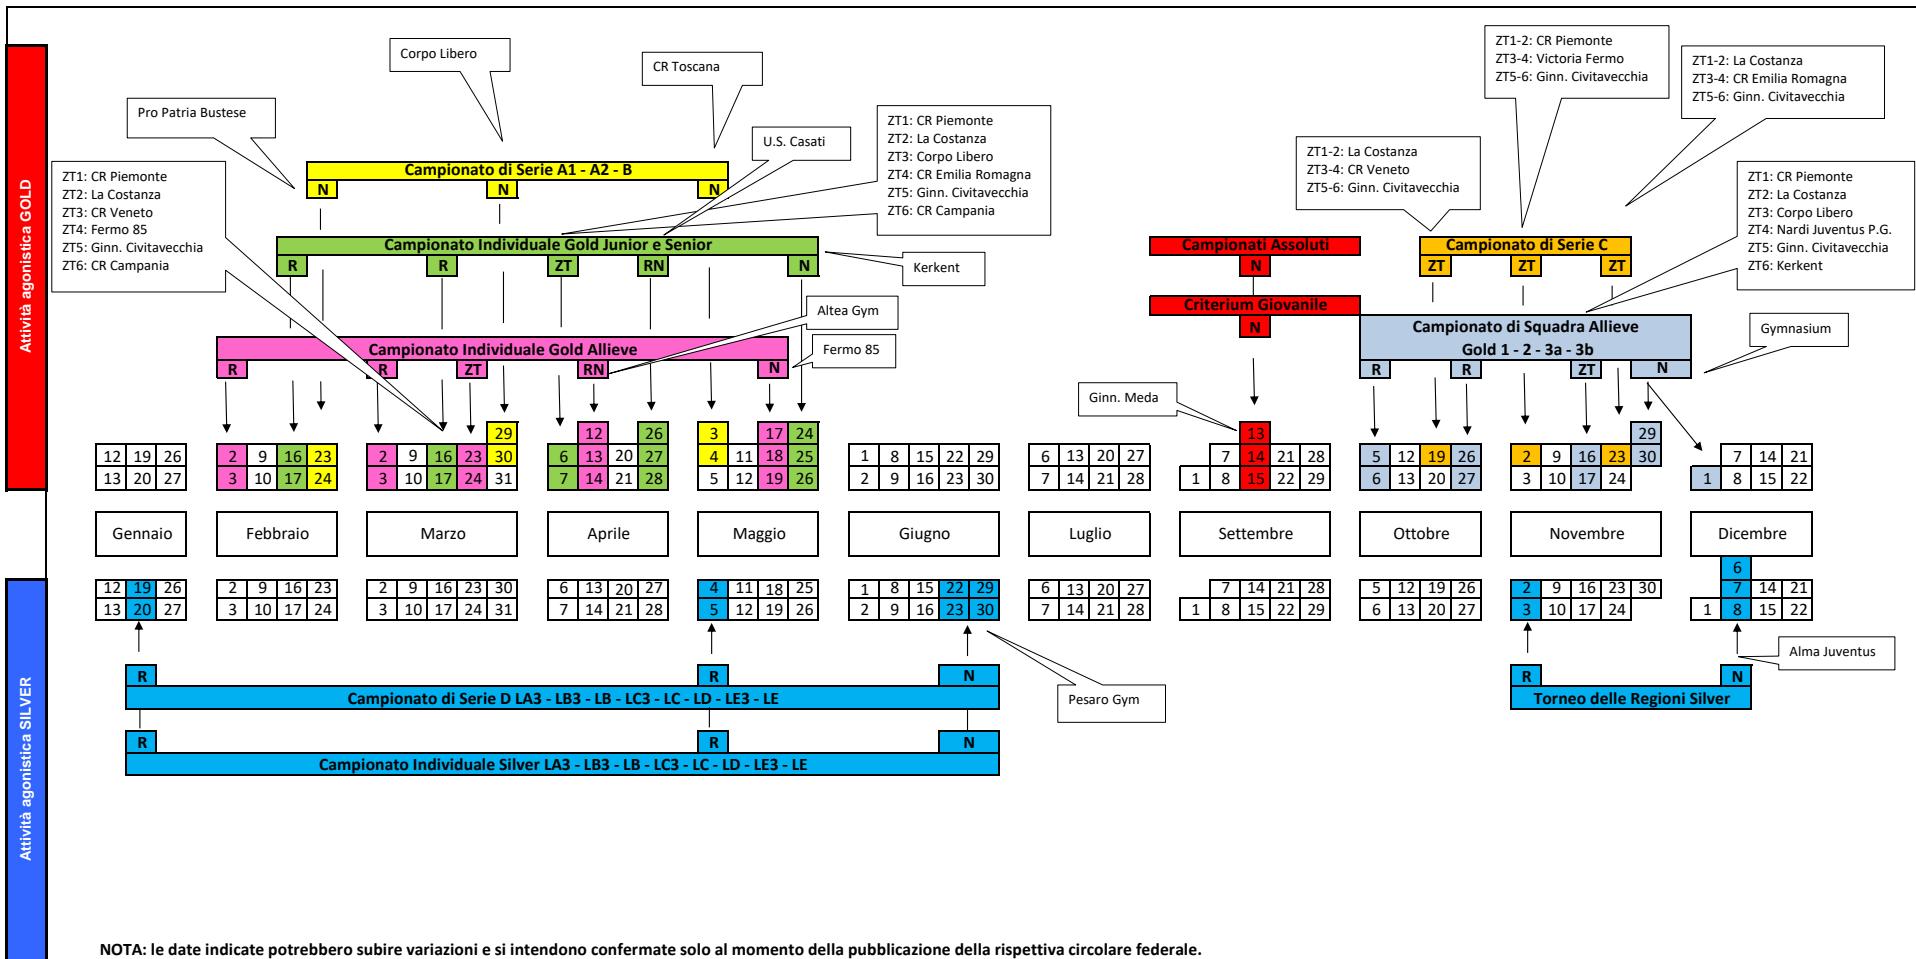 Attività agonistica GOLD
Corpo Libero
CR Toscana
Pro Patria Bustese
U.S. Casati
ZT1: CR Piemonte
ZT2: La Costanza
ZT3: CR Veneto
ZT4: Fermo 85
ZT5: Ginn. Civitavecchia
ZT6: CR Campania
ZT1: CR Piemonte
ZT2: La Costanza
ZT3: Corpo Libero
ZT4: CR Emilia Romagna
ZT5: Ginn. Civitavecchia
ZT6: CR Campania
ZT1-2: CR Piemonte
ZT3-4: Victoria Fermo
ZT5-6: Ginn. Civitavecchia
ZT1-2: La Costanza
ZT3-4: CR Emilia Romagna
ZT5-6: Ginn. Civitavecchia
ZT1-2: La Costanza
ZT3-4: CR Veneto
ZT5-6: Ginn. Civitavecchia
ZT1: CR Piemonte
ZT2: La Costanza
ZT3: Corpo Libero
ZT4: Nardi Juventus P.G.
ZT5: Ginn. Civitavecchia
ZT6: Kerkent
Campionato di Serie A1 - A2 - B
N N N
Campionato Individuale Gold Junior e Senior
R R ZT RN N
Kerkent
Campionati Assoluti
N
Campionato di Serie C
ZT ZT ZT
Criterium Giovanile
N
Altea Gym
Fermo 85
Campionato Individuale Gold Allieve
R R ZT RN N
Campionato di Squadra Allieve
Gold 1 - 2 - 3a - 3b
R R ZT N
Gymnasium
Ginn. Meda
29 12 26 3 17 24 13 29
12 19 26 2 9 16 23 2 9 16 23 30 6 13 20 27 4 11 18 25 1 8 15 22 29 6 13 20 27 7 14 21 28 5 12 19 26 2 9 16 23 30 7 14 21
13 20 27 3 10 17 24 3 10 17 24 31 7 14 21 28 5 12 19 26 2 9 16 23 30 7 14 21 28 1 8 15 22 29 6 13 20 27 3 10 17 24 1 8 15 22
Gennaio Febbraio Marzo Aprile Maggio Giugno Luglio Settembre Ottobre Novembre Dicembre
6
12 19 26 2 9 16 23 2 9 16 23 30 6 13 20 27 4 11 18 25 1 8 15 22 29 6 13 20 27 7 14 21 28 5 12 19 26 2 9 16 23 30 7 14 21
13 20 27 3 10 17 24 3 10 17 24 31 7 14 21 28 5 12 19 26 2 9 16 23 30 7 14 21 28 1 8 15 22 29 6 13 20 27 3 10 17 24 1 8 15 22
Attività agonistica SILVER
R R N
Campionato di Serie D LA3 - LB3 - LB - LC3 - LC - LD - LE3 - LE
Pesaro Gym
Alma Juventus
R N
Torneo delle Regioni Silver
R R N
Campionato Individuale Silver LA3 - LB3 - LB - LC3 - LC - LD - LE3 - LE
NOTA: le date indicate potrebbero subire variazioni e si intendono confermate solo al momento della pubblicazione della rispettiva circolare federale.